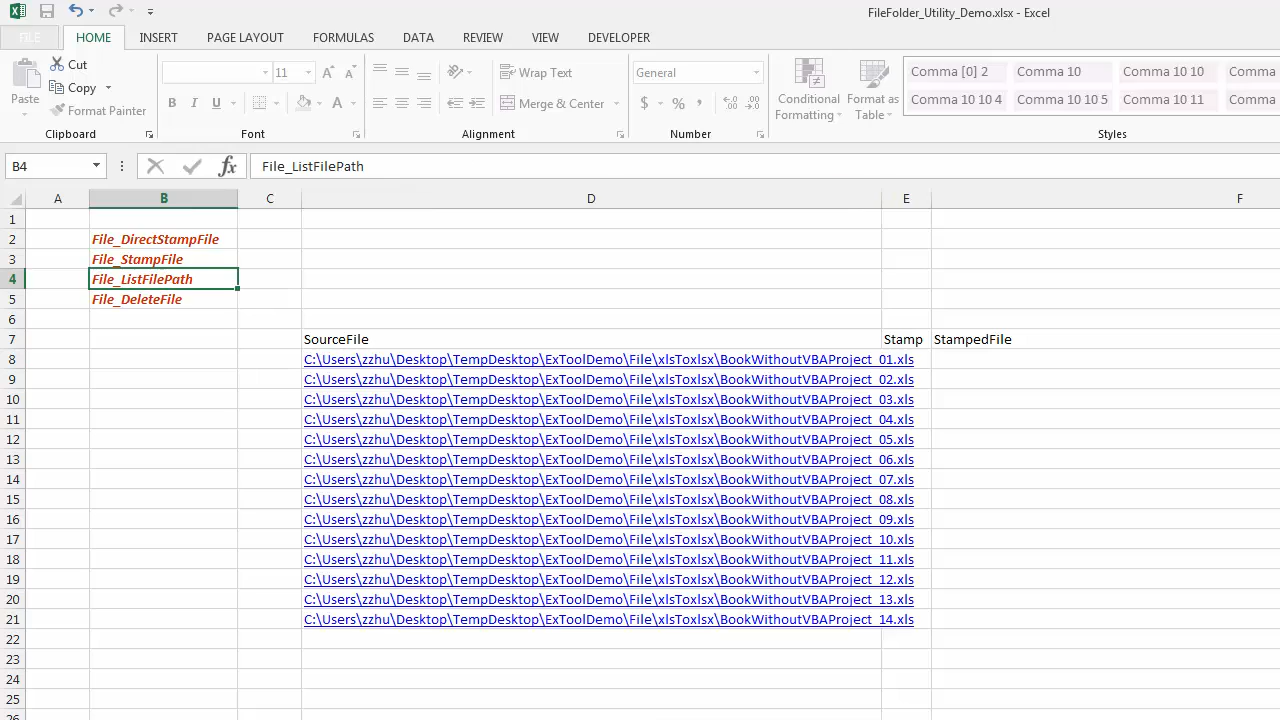 FileFolder_Utility_Demo.xlsx - Excel
FILE HOME INSERT PAGE LAYOUT FORMULAS DATA REVIEW VIEW DEVELOPER
Paste
Cut
Copy
Format Painter
Clipboard
11
B I U
Font
Wrap Text
Merge & Center
Alignment
General
$ % ,
Number
Conditional Formatting
Format as Table
Comma [0] 2 Comma 10 Comma 10 10 Comma
Comma 10 10 4 Comma 10 10 5 Comma 10 11 Comma
Styles
B4 fx File_ListFilePath
A B C D E F
1
2 File_DirectStampFile
3 File_StampFile
4 File_ListFilePath
5 File_DeleteFile
6
7 SourceFile Stamp StampedFile
8 C:\Users\zzhu\Desktop\TempDesktop\ExToolDemo\File\xlsToxlsx\BookWithoutVBAProject_01.xls
9 C:\Users\zzhu\Desktop\TempDesktop\ExToolDemo\File\xlsToxlsx\BookWithoutVBAProject_02.xls
10 C:\Users\zzhu\Desktop\TempDesktop\ExToolDemo\File\xlsToxlsx\BookWithoutVBAProject_03.xls
11 C:\Users\zzhu\Desktop\TempDesktop\ExToolDemo\File\xlsToxlsx\BookWithoutVBAProject_04.xls
12 C:\Users\zzhu\Desktop\TempDesktop\ExToolDemo\File\xlsToxlsx\BookWithoutVBAProject_05.xls
13 C:\Users\zzhu\Desktop\TempDesktop\ExToolDemo\File\xlsToxlsx\BookWithoutVBAProject_06.xls
14 C:\Users\zzhu\Desktop\TempDesktop\ExToolDemo\File\xlsToxlsx\BookWithoutVBAProject_07.xls
15 C:\Users\zzhu\Desktop\TempDesktop\ExToolDemo\File\xlsToxlsx\BookWithoutVBAProject_08.xls
16 C:\Users\zzhu\Desktop\TempDesktop\ExToolDemo\File\xlsToxlsx\BookWithoutVBAProject_09.xls
17 C:\Users\zzhu\Desktop\TempDesktop\ExToolDemo\File\xlsToxlsx\BookWithoutVBAProject_10.xls
18 C:\Users\zzhu\Desktop\TempDesktop\ExToolDemo\File\xlsToxlsx\BookWithoutVBAProject_11.xls
19 C:\Users\zzhu\Desktop\TempDesktop\ExToolDemo\File\xlsToxlsx\BookWithoutVBAProject_12.xls
20 C:\Users\zzhu\Desktop\TempDesktop\ExToolDemo\File\xlsToxlsx\BookWithoutVBAProject_13.xls
21 C:\Users\zzhu\Desktop\TempDesktop\ExToolDemo\File\xlsToxlsx\BookWithoutVBAProject_14.xls
22
23
24
25
26